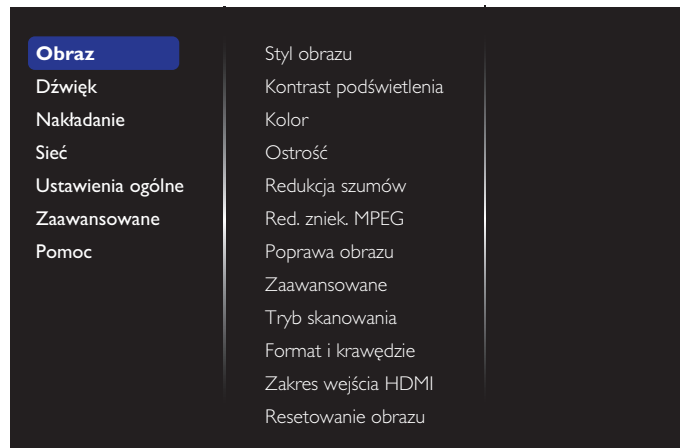 Obraz
Dźwięk
Nakładanie
Sieć
Ustawienia ogólne
Zaawansowane
Pomoc
Styl obrazu
Kontrast podświetlenia
Kolor
Ostrość
Redukcja szumów
Red. zniek. MPEG
Poprawa obrazu
Zaawansowane
Tryb skanowania
Format i krawędzie
Zakres wejścia HDMI
Resetowanie obrazu